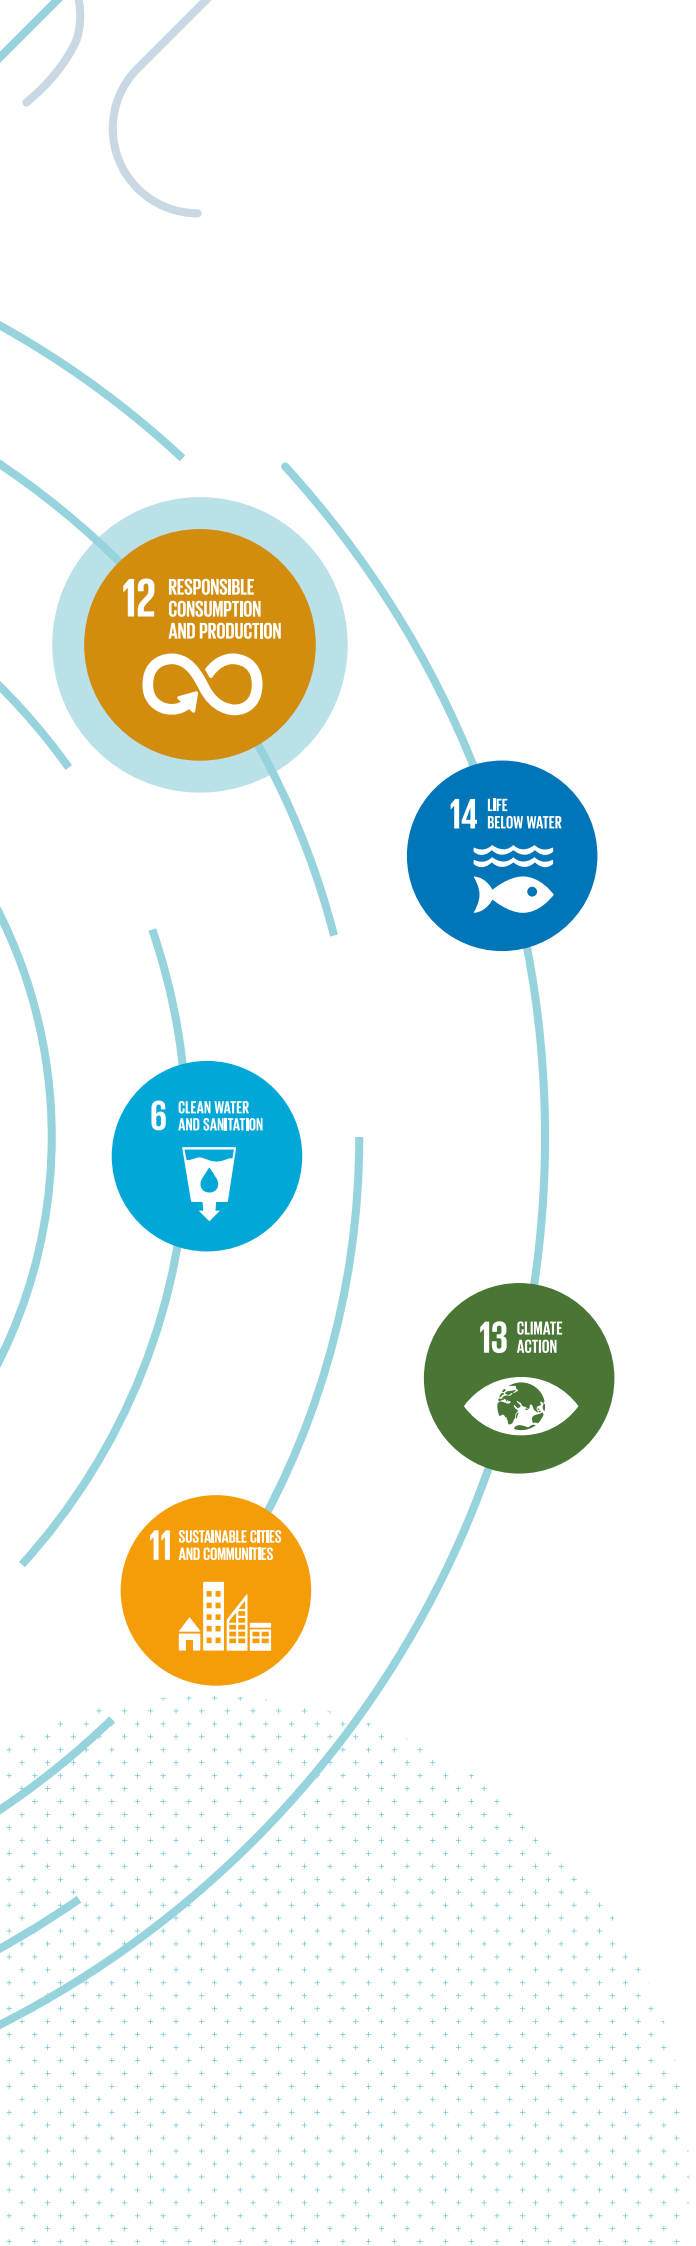 12
RESPONSIBLE
CONSUMPTION
AND PRODUCTION
14
LIFE
BELOW WATER
6
CLEAN WATER
AND SANITATION
13
CLIMATE
ACTION
11
SUSTAINABLE CITIES
AND COMMUNITIES